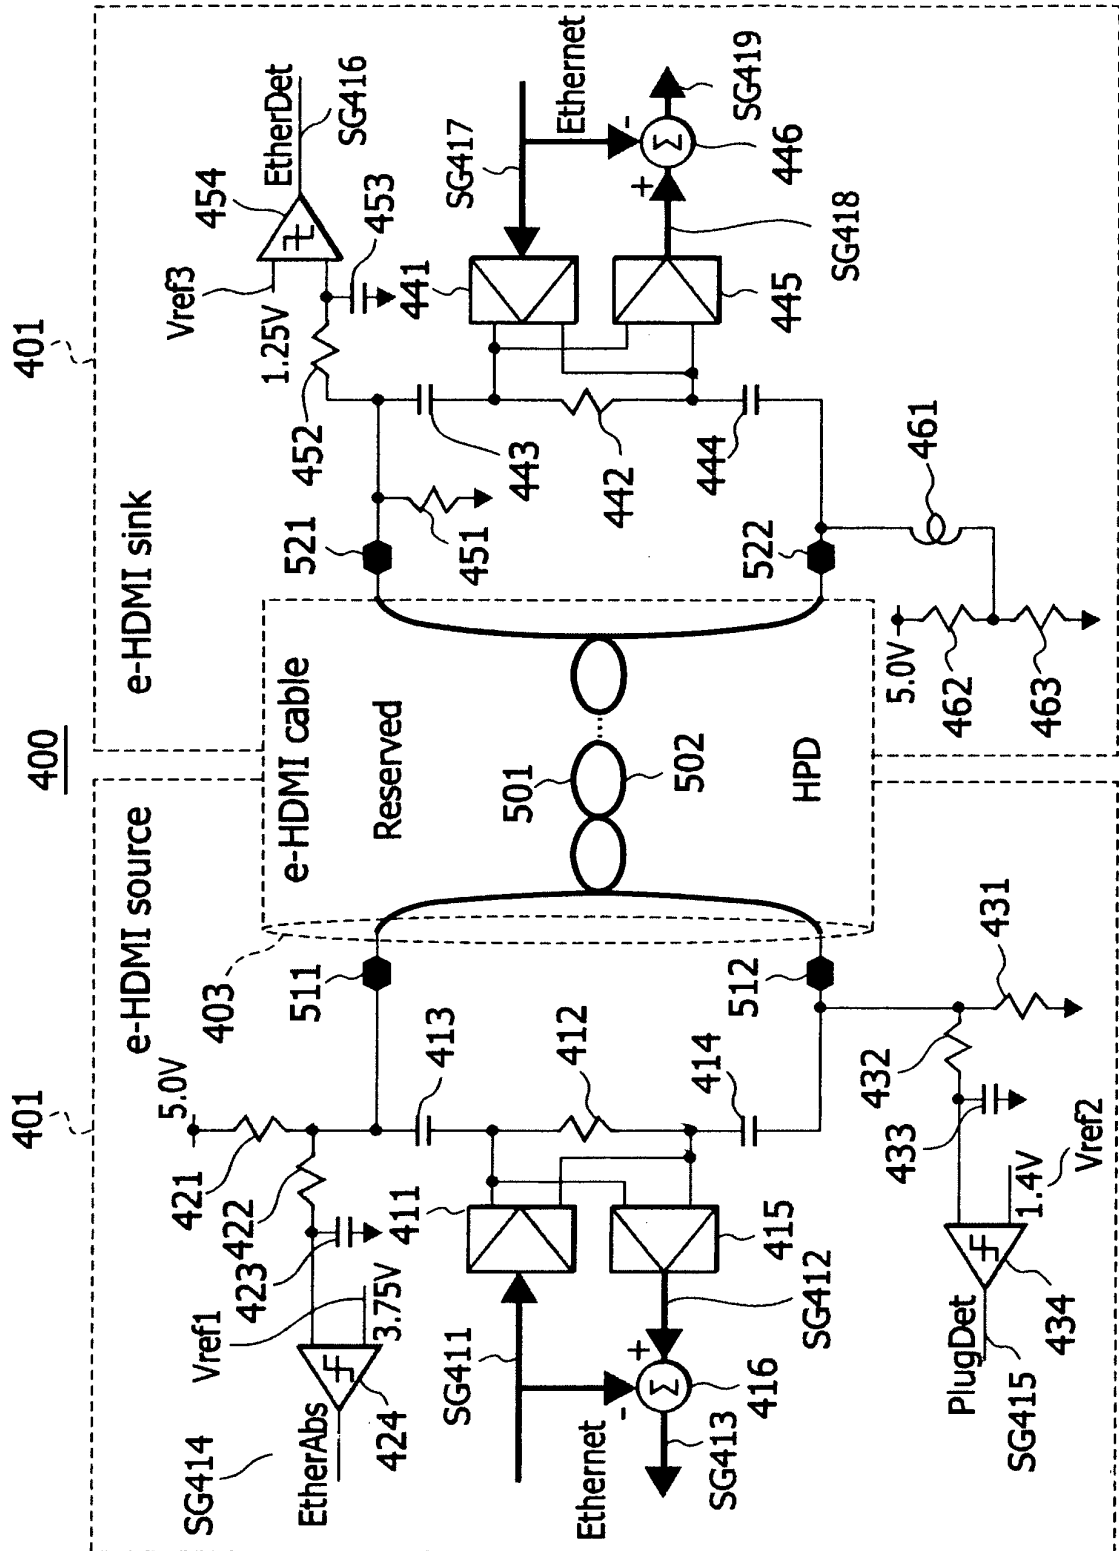 400
401
e-HDMI source
5.0V
421
422
423
Vref1
3.75V
SG414
EtherAbs
424
403
511
413
411
412
SG411
Ethernet
-
+
Σ
416
SG413
SG412
415
414
512
432
431
433
1.4V
Vref2
434
PlugDet
SG415
e-HDMI cable
Reserved
501
502
HPD
401
e-HDMI sink
Vref3
454
EtherDet
SG416
1.25V
453
452
521
451
443
441
SG417
Ethernet
-
+
Σ
SG419
446
SG418
445
442
444
522
461
5.0V
462
463